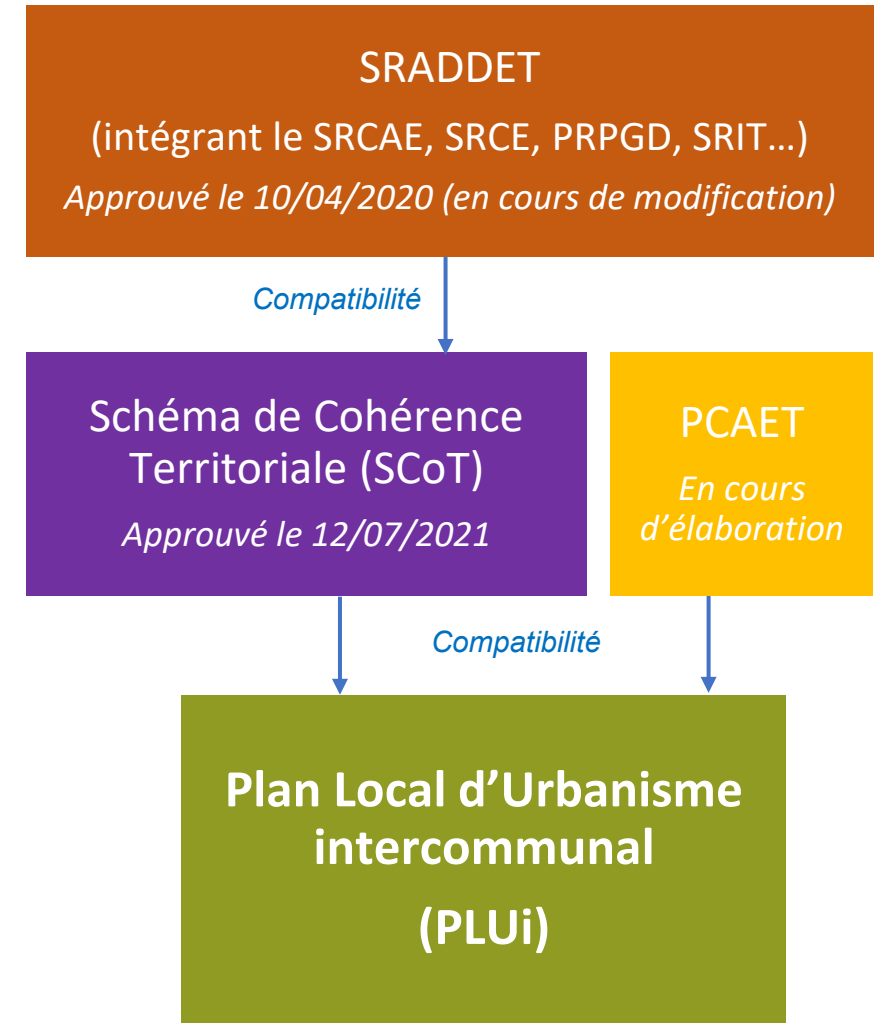 SRADDET
(intégrant le SRCAE, SRCE, PRPGD, SRIT…)
Approuvé le 10/04/2020 (en cours de modification)
Compatibilité
Schéma de Cohérence
Territoriale (SCoT)
Approuvé le 12/07/2021
PCAET
En cours
d’élaboration
Compatibilité
Plan Local d’Urbanisme
intercommunal
(PLUi)